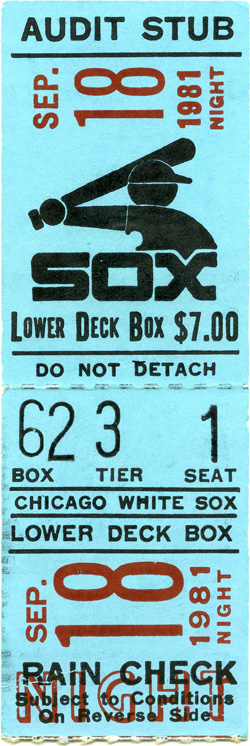 AUDIT STUB
SEP. 18 1981 NIGHT
SOX
LOWER DECK BOX $7.00
DO NOT DETACH
62 3 1
BOX TIER SEAT
CHICAGO WHITE SOX
LOWER DECK BOX
SEP. 18 1981 NIGHT
NIGHT
RAIN CHECK
Subject to Conditions
On Reverse Side